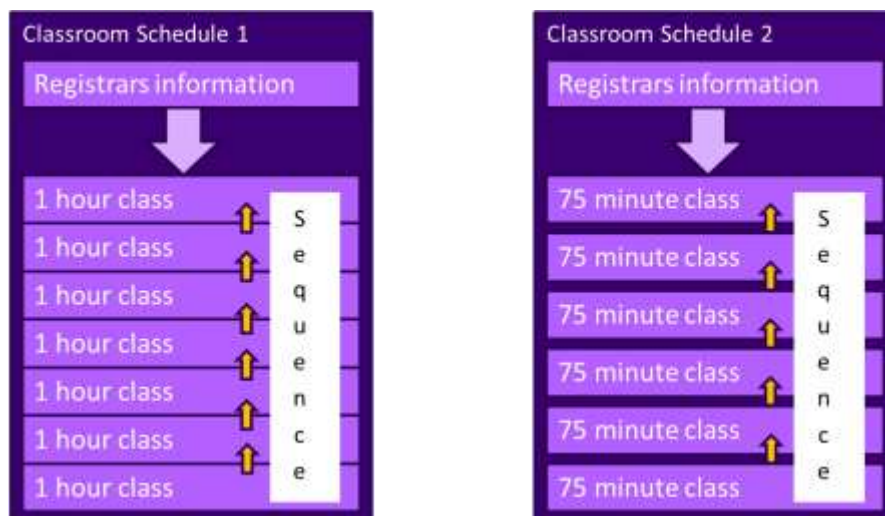 Classroom Schedule 1
Registrars information
1 hour class
1 hour class
1 hour class
1 hour class
1 hour class
1 hour class
1 hour class
Sequence
Classroom Schedule 2
Registrars information
75 minute class
75 minute class
75 minute class
75 minute class
75 minute class
75 minute class
Sequence